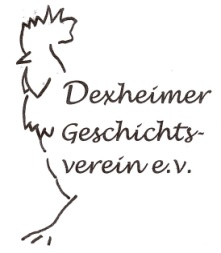 Dexheimer
Geschichts-
verein e.v.